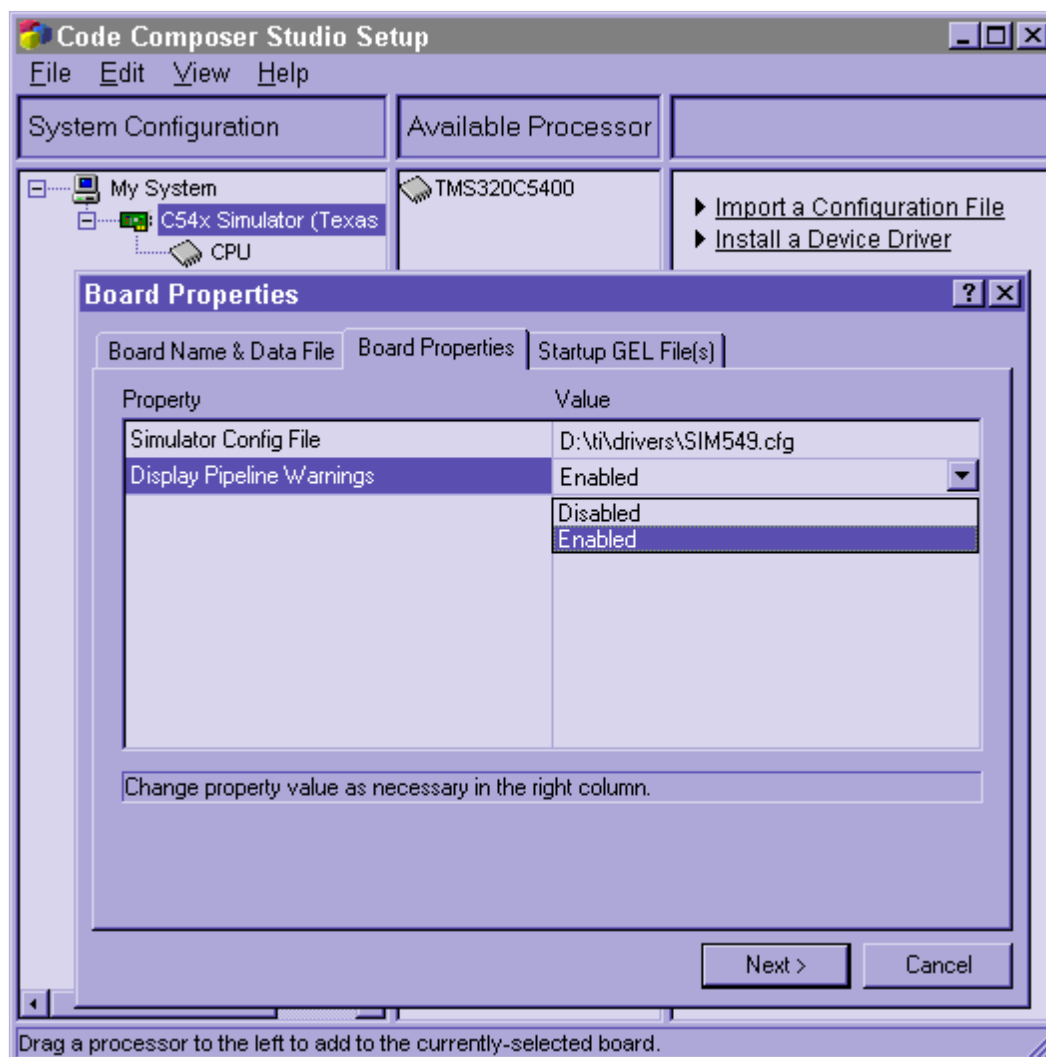 Code Composer Studio Setup
File Edit View Help
System Configuration
Available Processor
My System
C54x Simulator (Texas
CPU
TMS320C5400
Import a Configuration File
Install a Device Driver
Board Properties
Board Name & Data File
Board Properties
Startup GEL File(s)
Property Value
Simulator Config File D:\ti\drivers\SIM549.cfg
Display Pipeline Warnings Enabled
Disabled
Enabled
Change property value as necessary in the right column.
Next > Cancel
Drag a processor to the left to add to the currently-selected board.